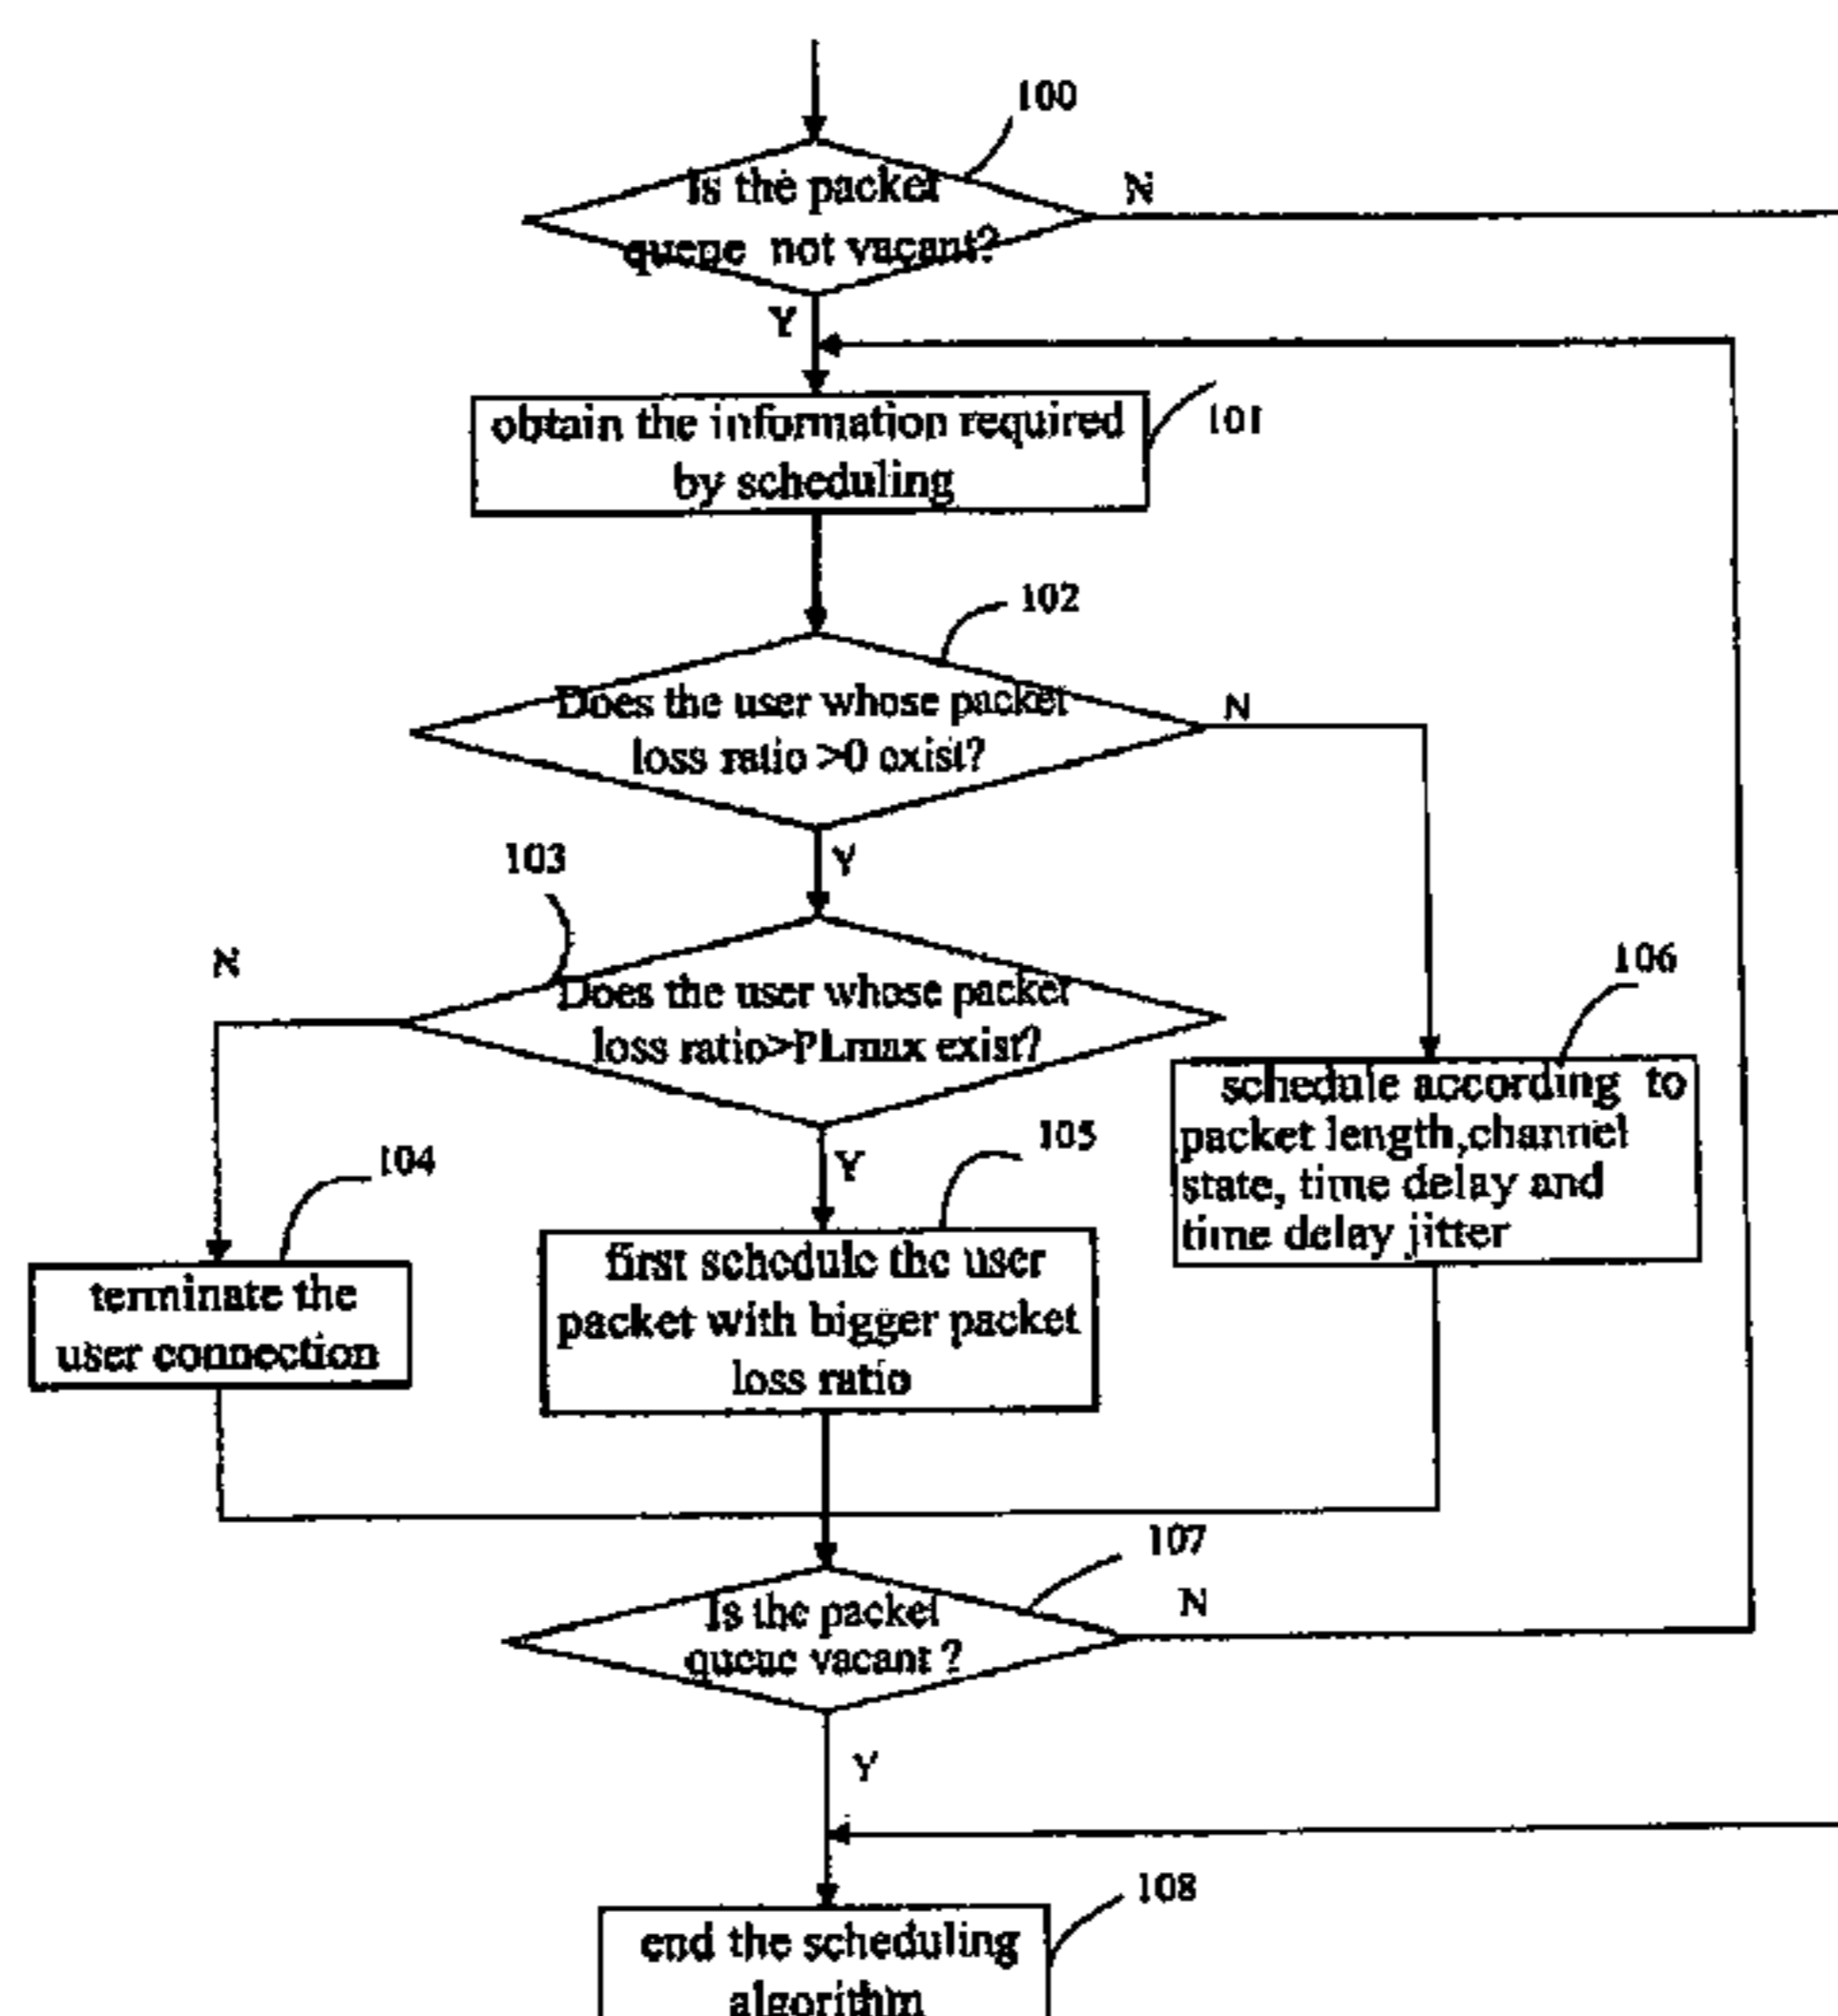 100
Is the packet
N
queue not vacant?
Y
obtain the information required
101
by scheduling
102
Does the user whose packet
N
loss ratio >0 exist?
103
Y
N
Does the user whose packet
106
loss ratio>PLmax exist?
schedule according to
packet length,channel
state, time delay and
time delay jitter
104
Y
105
terminate the
user connection
first schedule the user
packet with bigger packet
loss ratio
107
Is the packet
N
queue vacant ?
Y
108
end the scheduling
algorithm